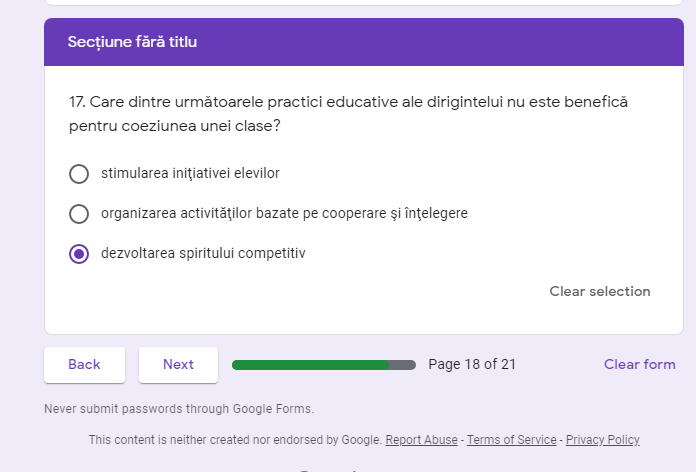 Secțiune fără titlu
17. Care dintre următoarele practici educative ale dirigintelui nu este benefică
pentru coeziunea unei clase?
stimularea iniţiativei elevilor
organizarea activităţilor bazate pe cooperare şi înţelegere
dezvoltarea spiritului competitiv
Clear selection
Back
Next
Page 18 of 21
Clear form
Never submit passwords through Google Forms.
This content is neither created nor endorsed by Google. Report Abuse - Terms of Service - Privacy Policy